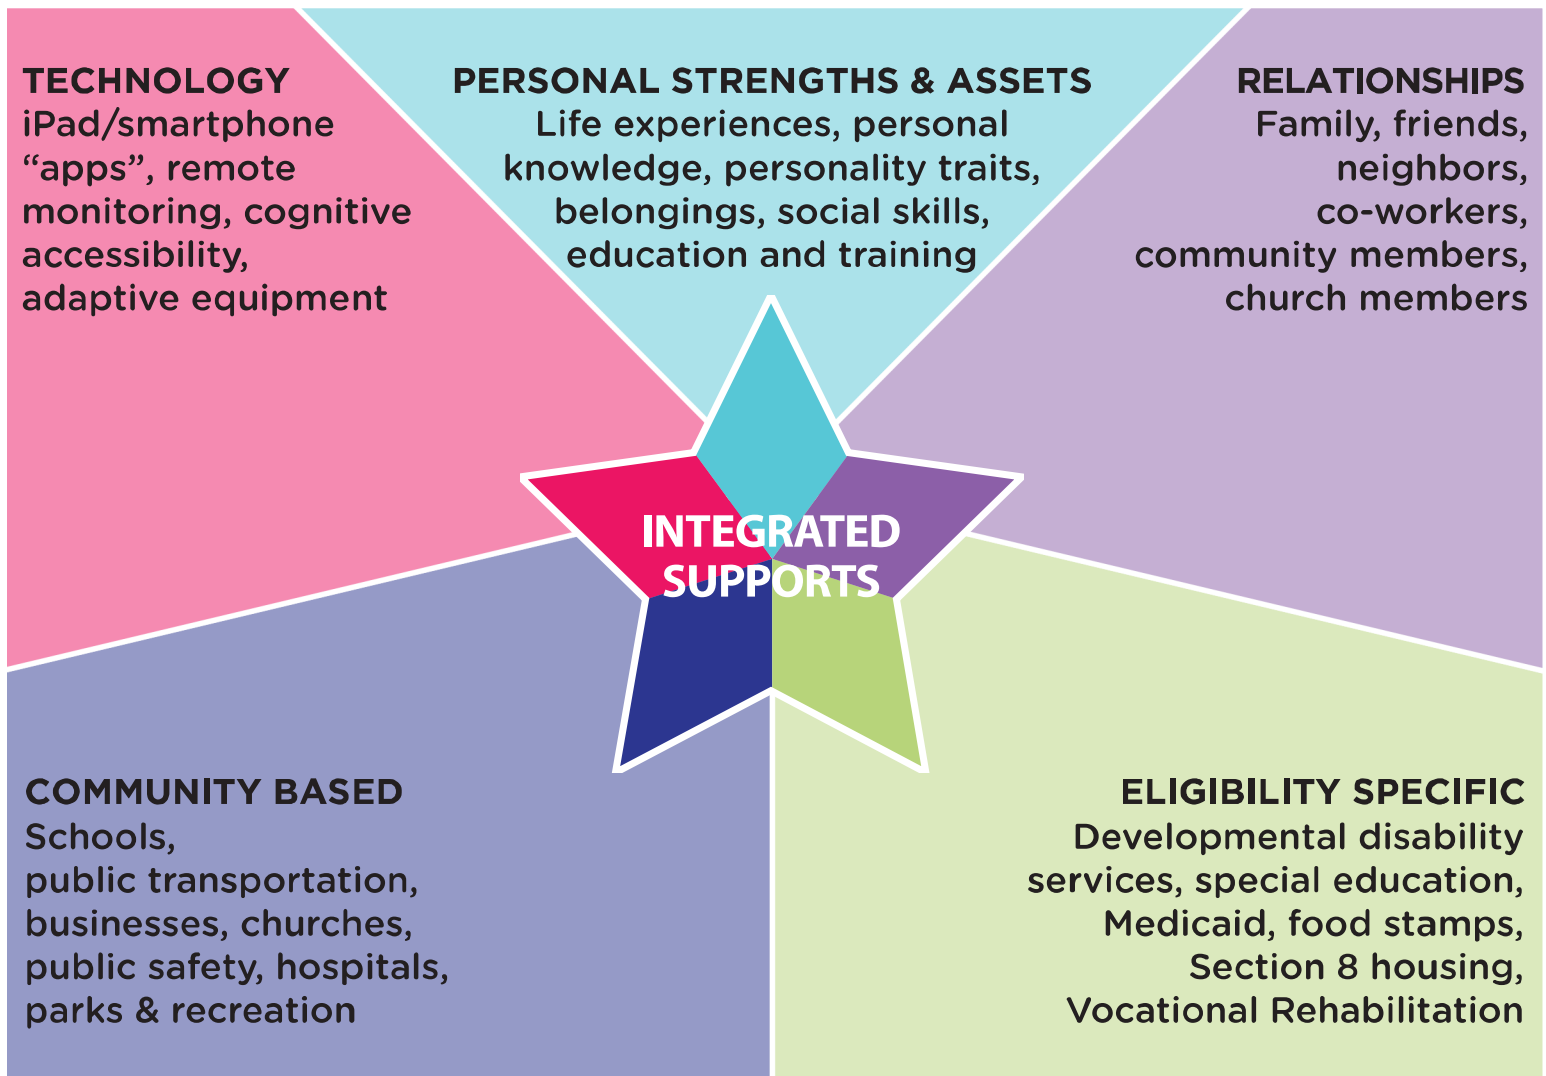 TECHNOLOGY
iPad/smartphone
“apps”, remote
monitoring, cognitive
accessibility,
adaptive equipment
PERSONAL STRENGTHS & ASSETS
Life experiences, personal
knowledge, personality traits,
belongings, social skills,
education and training
RELATIONSHIPS
Family, friends,
neighbors,
co-workers,
community members,
church members
INTEGRATED
SUPPORTS
COMMUNITY BASED
Schools,
public transportation,
businesses, churches,
public safety, hospitals,
parks & recreation
ELIGIBILITY SPECIFIC
Developmental disability
services, special education,
Medicaid, food stamps,
Section 8 housing,
Vocational Rehabilitation